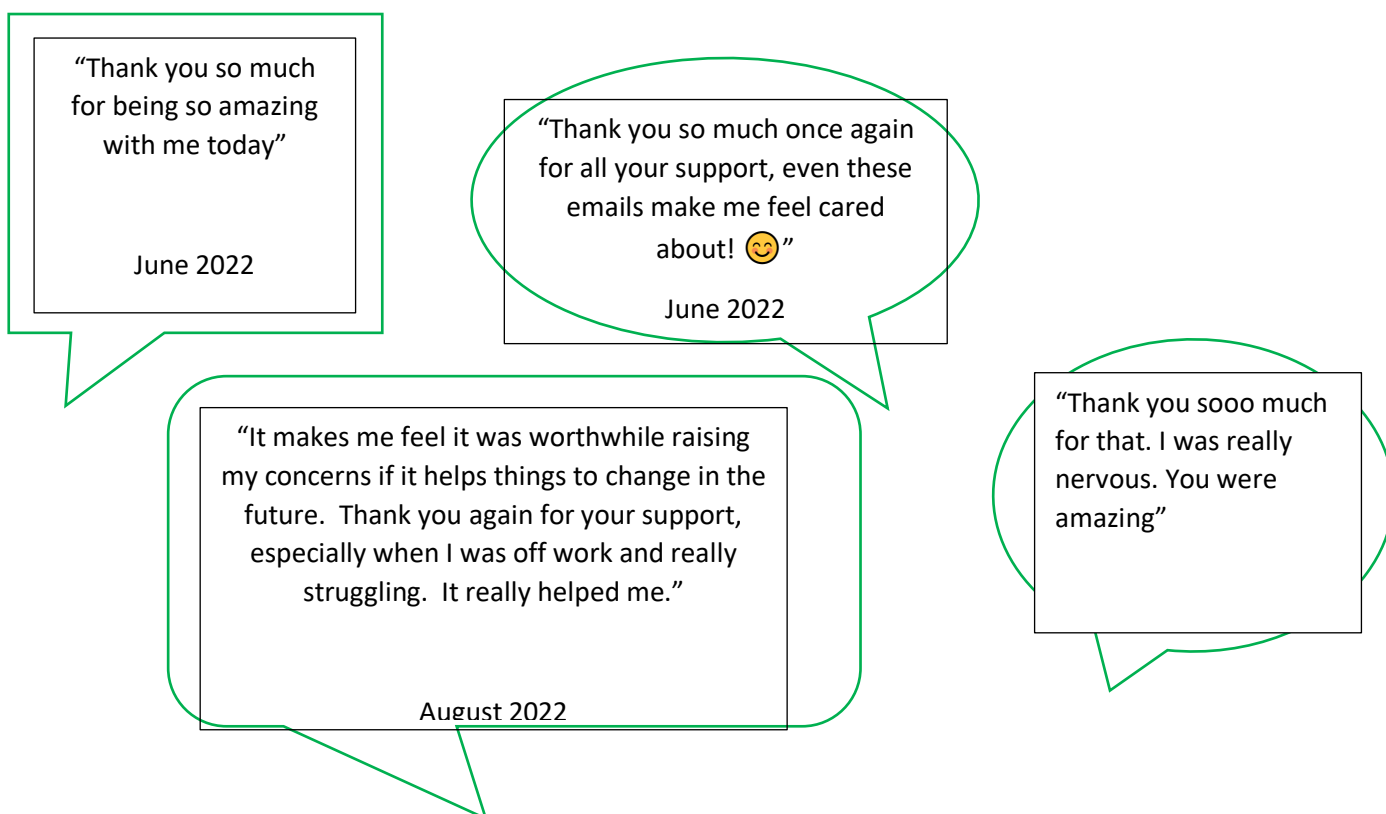 “Thank you so much
for being so amazing
with me today”
June 2022
“Thank you so much once again
for all your support, even these
emails make me feel cared
about! 😊”
June 2022
“It makes me feel it was worthwhile raising
my concerns if it helps things to change in the
future.  Thank you again for your support,
especially when I was off work and really
struggling.  It really helped me.”
August 2022
“Thank you sooo much
for that. I was really
nervous. You were
amazing”